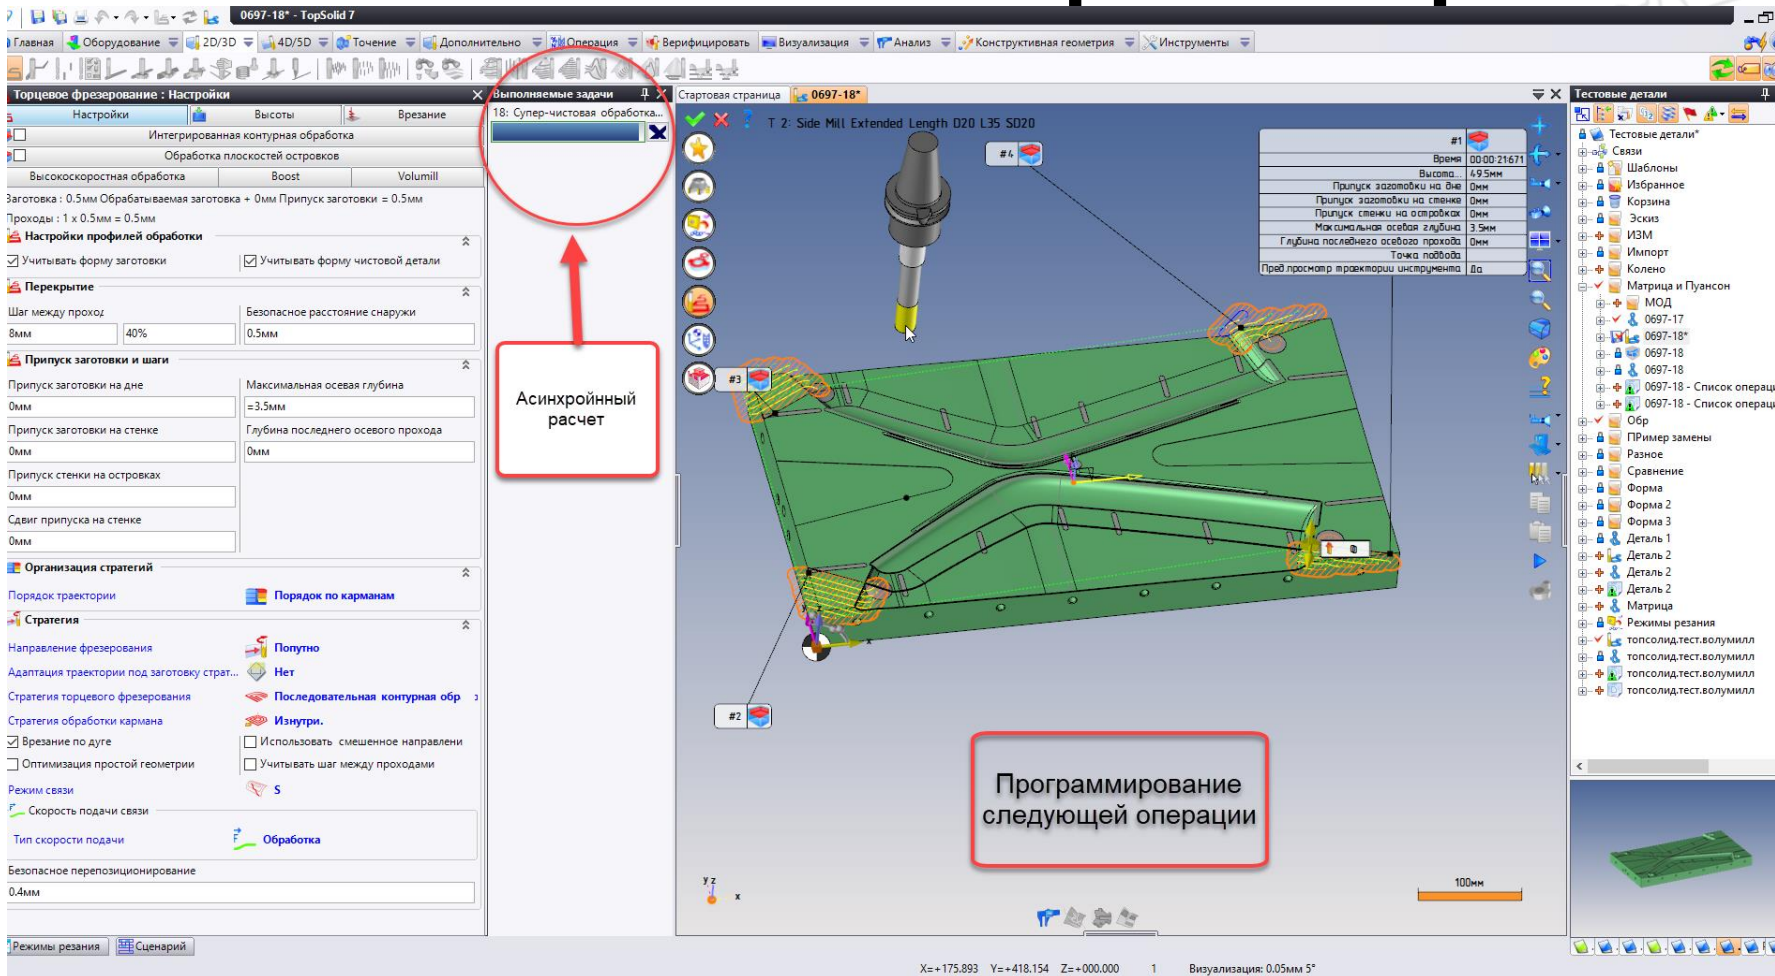 0697-18* - TopSolid 7
Главная Оборудование 2D/3D 4D/5D Точение Дополнительно Операция Верифицировать Визуализация Анализ Конструктивная геометрия Инструменты
Торцевое фрезерование : Настройки
Настройки Высоты Врезание
Интегрированная контурная обработка
Обработка плоскостей островков
Высокоскоростная обработка Boost Volumill
Заготовка : 0.5мм Обрабатываемая заготовка + 0мм Припуск заготовки = 0.5мм
Проходы : 1 x 0.5мм = 0.5мм
Настройки профилей обработки
Учитывать форму заготовки Учитывать форму чистовой детали
Перекрытие
Шаг между проход Безопасное расстояние снаружи
8мм 40% 0.5мм
Припуск заготовки и шаги
Припуск заготовки на дне Максимальная осевая глубина
0мм =3.5мм
Припуск заготовки на стенке Глубина последнего осевого прохода
0мм 0мм
Припуск стенки на островках
0мм
Сдвиг припуска на стенке
0мм
Организация стратегий
Порядок траектории Порядок по карманам
Стратегия
Направление фрезерования Попутно
Адаптация траектории под заготовку страт... Нет
Стратегия торцевого фрезерования Последовательная контурная обр
Стратегия обработки кармана Изнутри.
Врезание по дуге Использовать смешенное направлени
Оптимизация простой геометрии Учитывать шаг между проходами
Режим связи S
Скорость подачи связи
Тип скорости подачи Обработка
Безопасное перепозиционирование
0.4мм
Режимы резания Сценарий
Выполняемые задачи
18: Супер-чистовая обработка...
Асинхройнный
расчет
Стартовая страница 0697-18*
T 2: Side Mill Extended Length D20 L35 SD20
#4
#1
Время 00:00:21:671
Высота... 49.5мм
Припуск заготовки на дне 0мм
Припуск заготовки на стенке 0мм
Припуск стенки на островках 0мм
Максимальная осевая глубина 3.5мм
Глубина последнего осевого прохода 0мм
Точка подвода
Пред.просмотр траектории инструмента Да
#3
#2
Программирование
следующей операции
y z
x
100мм
X=+175.893 Y=+418.154 Z=+000.000 1 Визуализация: 0.05мм 5°
Тестовые детали
Тестовые детали*
Связи
Шаблоны
Избранное
Корзина
Эскиз
ИЗМ
Импорт
Колено
Матрица и Пуансон
МОД
0697-17
0697-18*
0697-18
0697-18
0697-18 - Список операци
0697-18 - Список операци
Обр
ПРимер замены
Разное
Сравнение
Форма
Форма 2
Форма 3
Деталь 1
Деталь 2
Деталь 2
Деталь 2
Матрица
Режимы резания
топсолид.тест.волумилл
топсолид.тест.волумилл
топсолид.тест.волумилл
топсолид.тест.волумилл